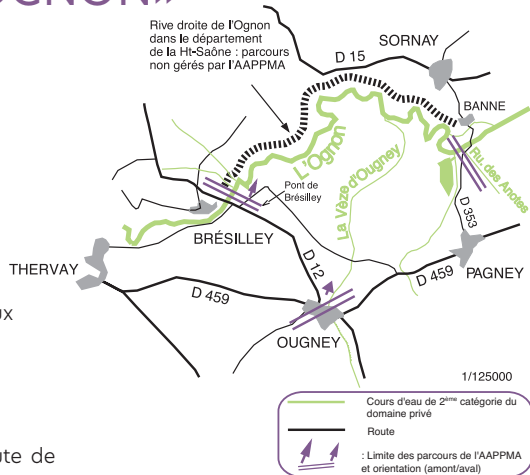 OGNON»
Rive droite de l'Ognon
dans le département
de la Ht-Saône : parcours
non gérés par l'AAPPMA
D 15
SORNAY
BANNE
L'Ognon
La Vèze d'Ougney
Ru. des Anotes
Pont de
Brésilley
BRÉSILLEY
D 353
THERVAY
D 12
PAGNEY
D 459
D 459
OUGNEY
ux
1/125000
Cours d'eau de 2ème catégorie du
domaine privé
Route
: Limite des parcours de l'AAPPMA
et orientation (amont/aval)
ute de